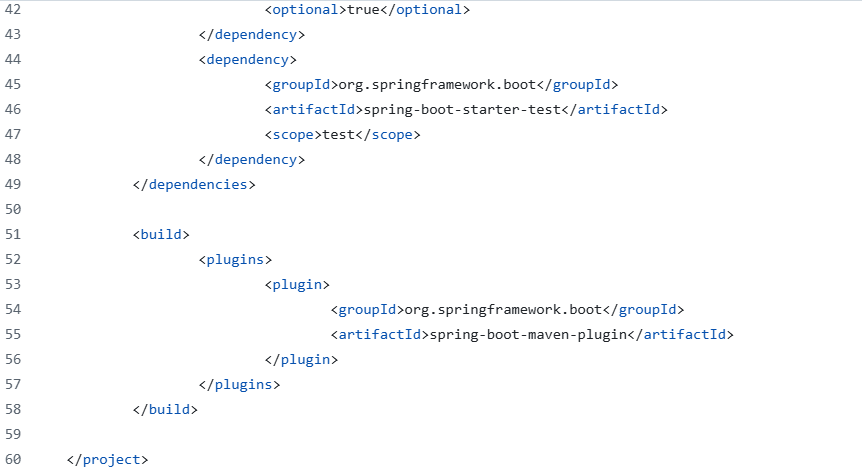 42 <optional>true</optional>
43 </dependency>
44 <dependency>
45 <groupId>org.springframework.boot</groupId>
46 <artifactId>spring-boot-starter-test</artifactId>
47 <scope>test</scope>
48 </dependency>
49 </dependencies>
50
51 <build>
52 <plugins>
53 <plugin>
54 <groupId>org.springframework.boot</groupId>
55 <artifactId>spring-boot-maven-plugin</artifactId>
56 </plugin>
57 </plugins>
58 </build>
59
60 </project>